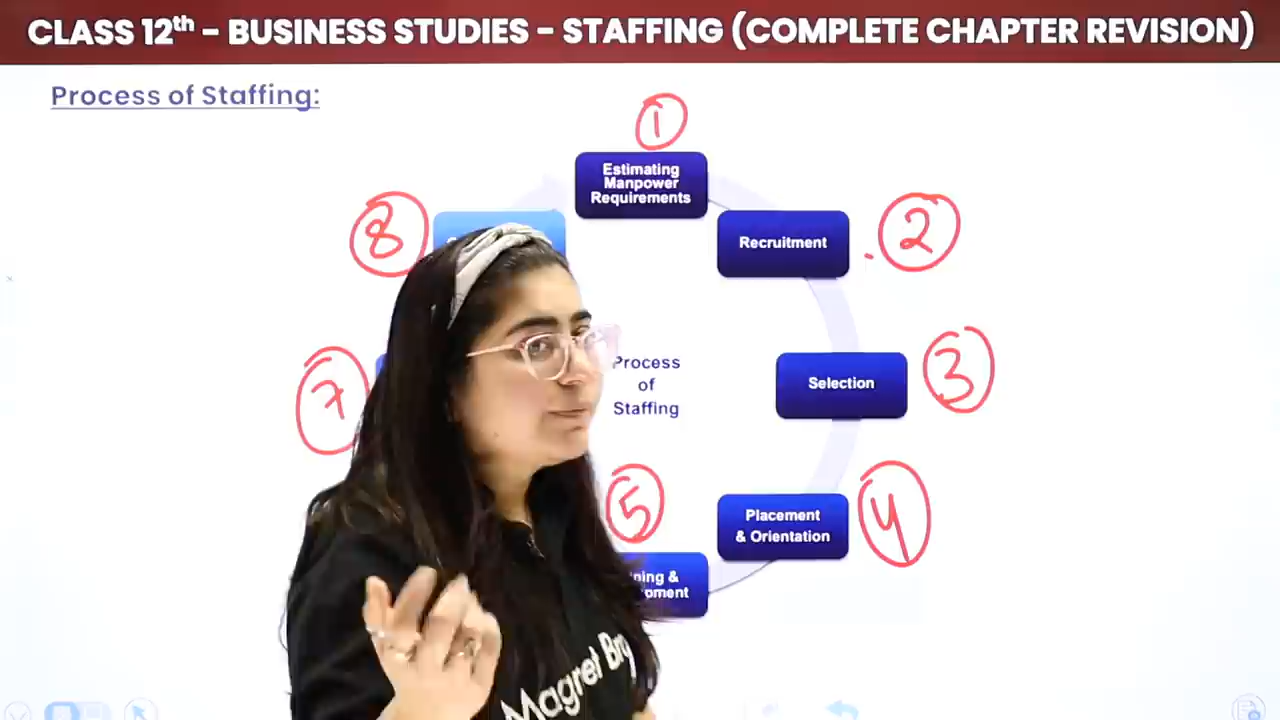 CLASS 12th - BUSINESS STUDIES - STAFFING (COMPLETE CHAPTER REVISION)
Process of Staffing:
1
Estimating
Manpower
Requirements
8
Recruitment
2
7
Process
of
Staffing
Selection
3
5
Placement
& Orientation
4
&
Magnet